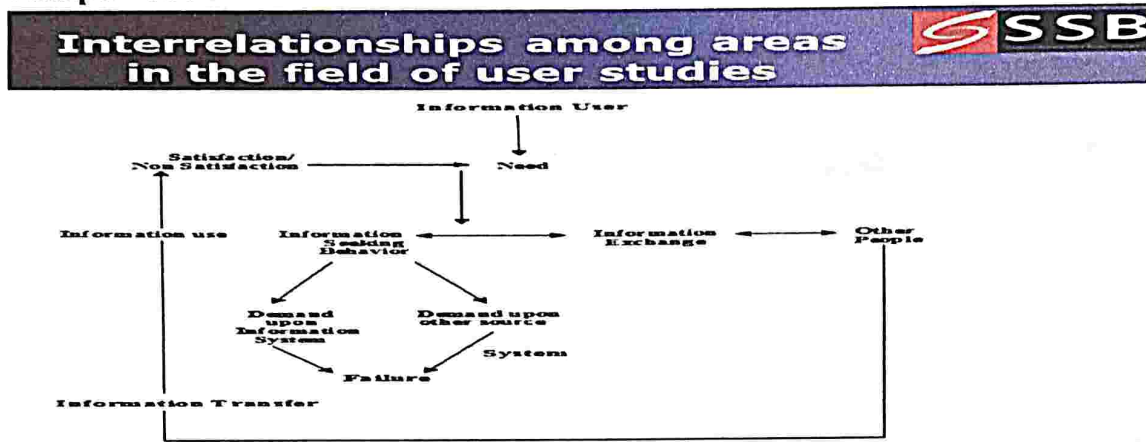 Interrelationships among areas
in the field of user studies
SSB
Information User
Satisfaction/
Non Satisfaction
Need
Information use
Information
Seeking
Behavior
Information
Exchange
Other
People
Demand
upon
Information
System
Demand upon
other source
System
Failure
Information Transfer